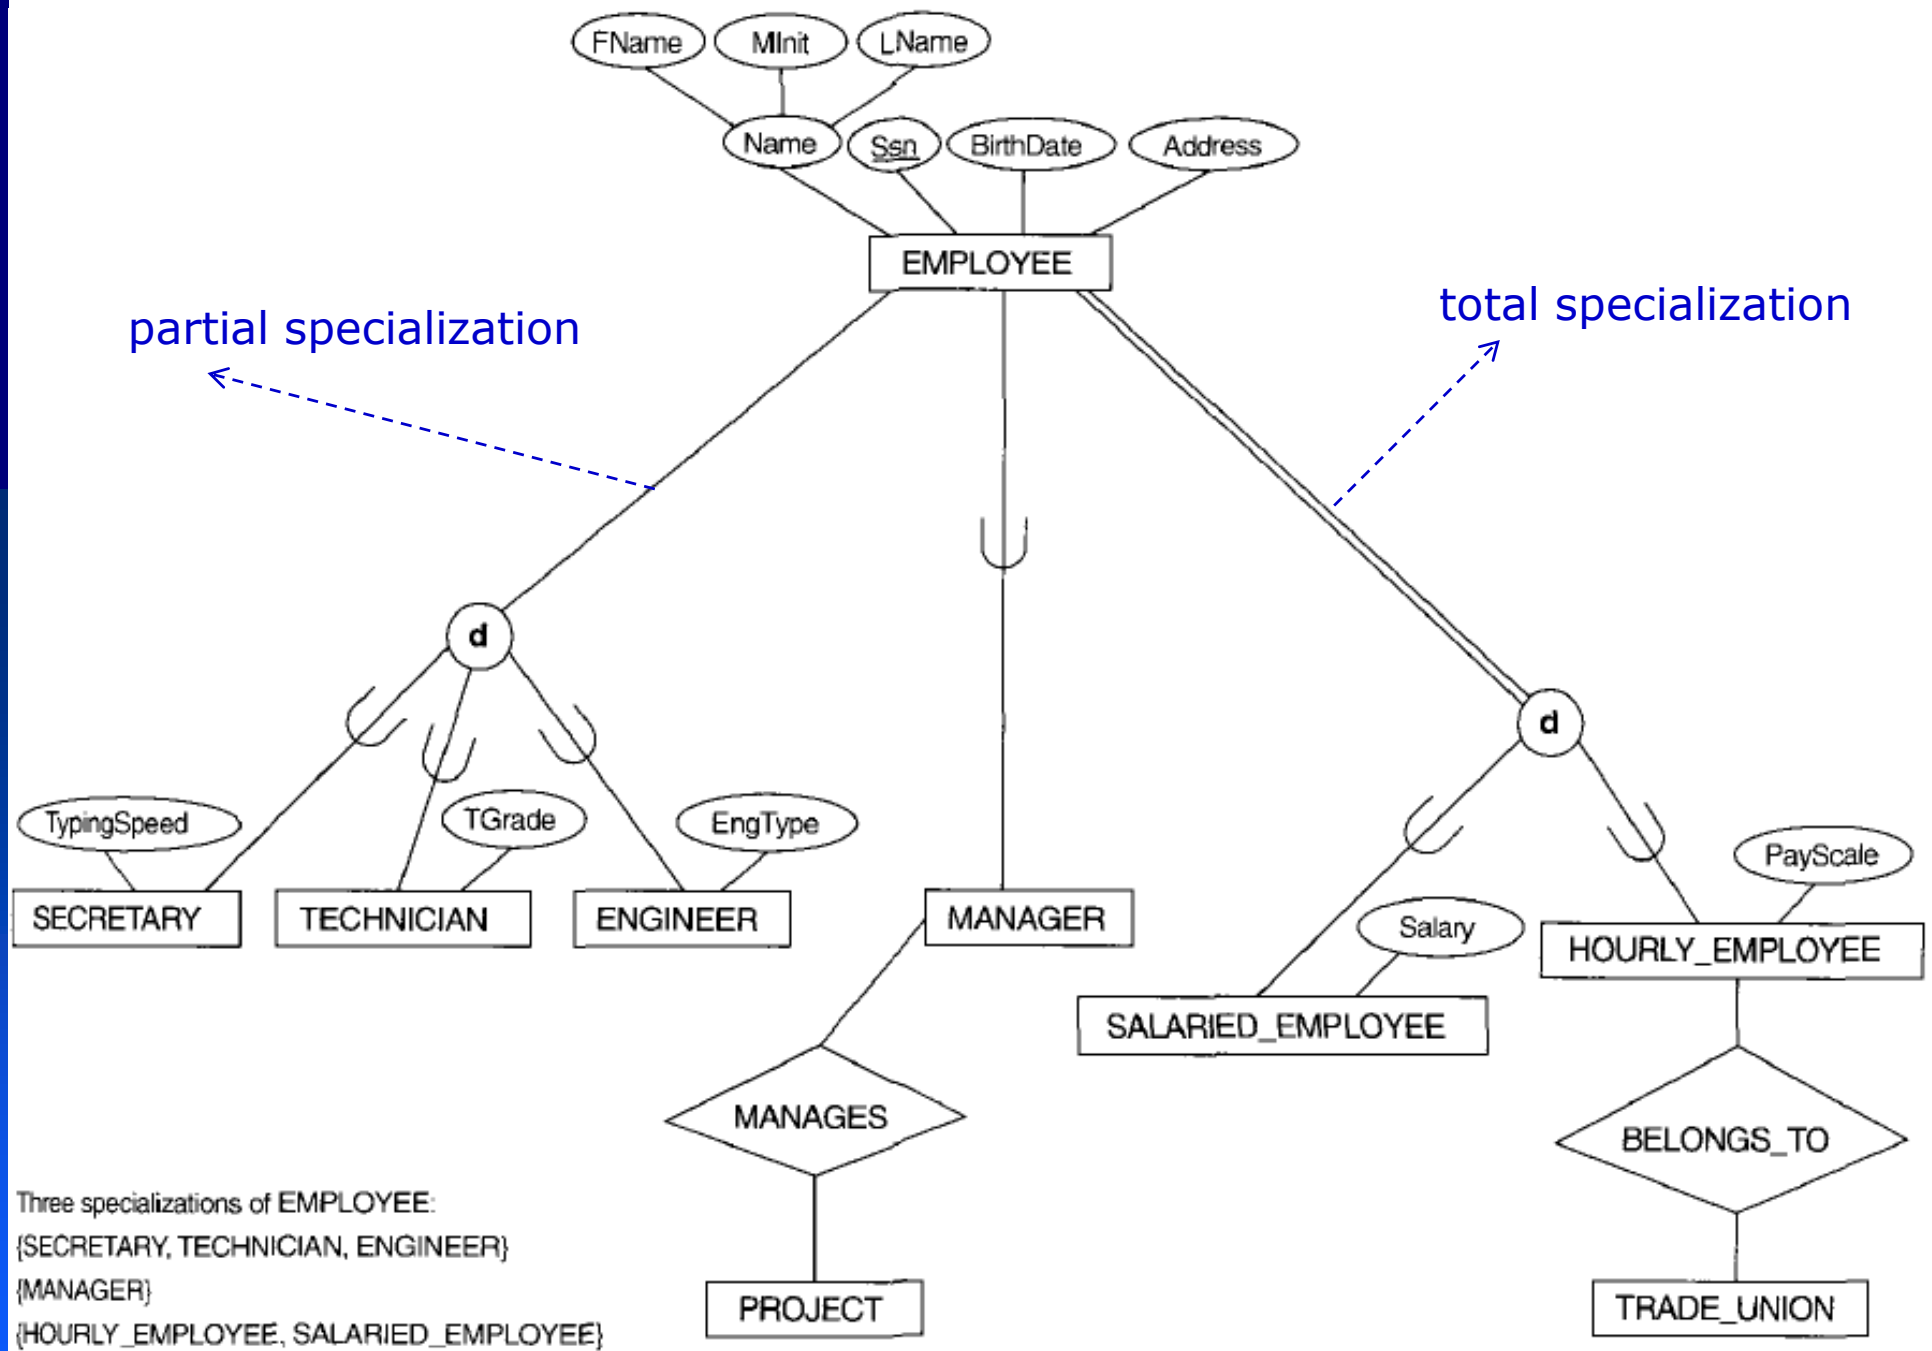 FName MInit LName
Name Ssn BirthDate Address
EMPLOYEE
partial specialization
total specialization
d
d
TypingSpeed TGrade EngType
PayScale
SECRETARY TECHNICIAN ENGINEER MANAGER
Salary
HOURLY_EMPLOYEE
SALARIED_EMPLOYEE
MANAGES
BELONGS_TO
Three specializations of EMPLOYEE:
{SECRETARY, TECHNICIAN, ENGINEER}
{MANAGER}
{HOURLY_EMPLOYEE, SALARIED_EMPLOYEE}
PROJECT
TRADE_UNION